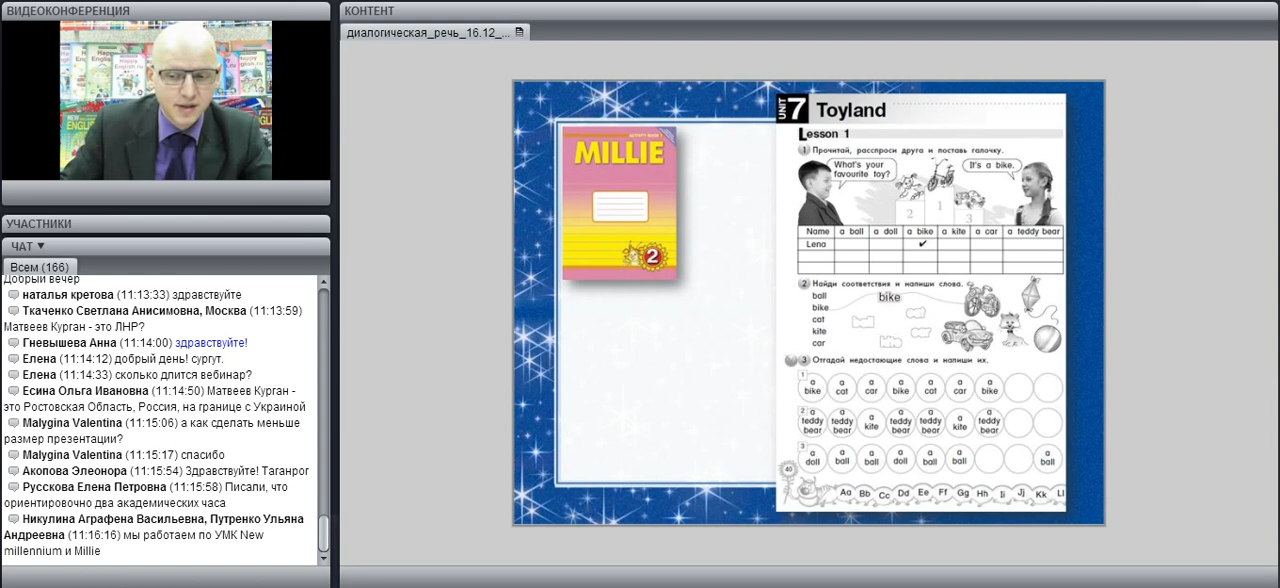 ВИДЕОКОНФЕРЕНЦИЯ
Happy
English.ru
ENGLISH
УЧАСТНИКИ
ЧАТ ▼
Всем (166)
Добрый вечер
наталья кретова (11:13:33) здравствуйте
Ткаченко Светлана Анисимовна, Москва (11:13:59)
Матвеев Курган - это ЛНР?
Гневышева Анна (11:14:00) здравствуйте!
Елена (11:14:12) добрый день! сургут.
Елена (11:14:33) сколько длится вебинар?
Есина Ольга Ивановна (11:14:50) Матвеев Курган -
это Ростовская Область, Россия, на границе с Украиной
Malygina Valentina (11:15:06) а как сделать меньше
размер презентации?
Malygina Valentina (11:15:17) спасибо
Акопова Элеонора (11:15:54) Здравствуйте! Таганрог
Русскова Елена Петровна (11:15:58) Писали, что
ориентировочно два академических часа
Никулина Аграфена Васильевна, Путренко Ульяна
Андреевна (11:16:16) мы работаем по УМК New
millennium и Millie
КОНТЕНТ
диалогическая_речь_16.12_...
MILLIE
2
UNIT 7 Toyland
Lesson 1
1 Прочитай, расспроси друга и поставь галочку.
What's your
favourite toy?
It's a bike.
2 1 3
Name a ball a doll a bike a kite a car a teddy bear
Lena ✔
2 Найди соответствия и напиши слова.
ball
bike
cat
kite
car
bike
3 Отгадай недостающие слова и напиши их.
1 a bike a cat a car a bike a cat a car a bike
2 a teddy bear a teddy bear a kite a teddy bear a teddy bear a kite a teddy bear
3 a doll a ball a ball a doll a ball a ball a ball
40
Aa Bb Cc Dd Ee Ff Gg Hh Ii Jj Kk Ll